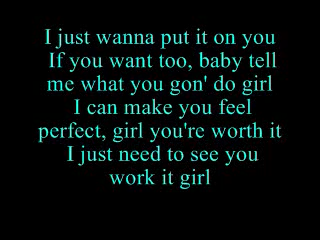 I just wanna put it on you
If you want too, baby tell
me what you gon' do girl
I can make you feel
perfect, girl you're worth it
I just need to see you
work it girl